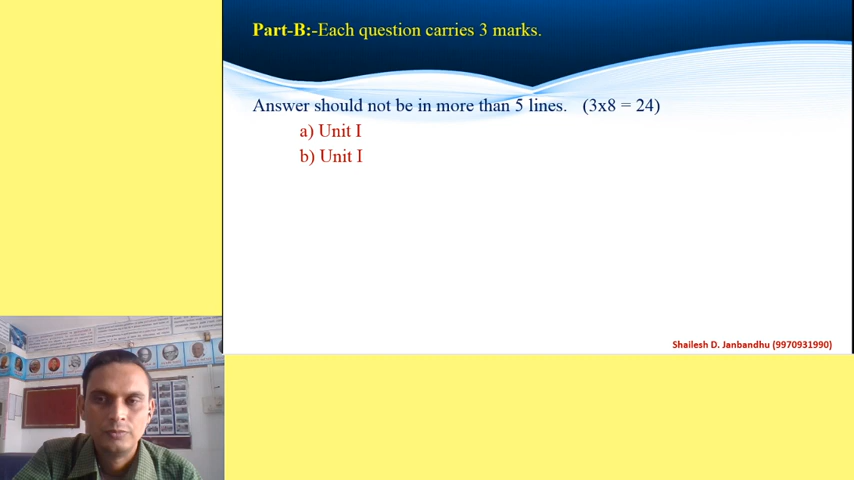 Part-B:-Each question carries 3 marks.
Answer should not be in more than 5 lines. (3x8 = 24)
a) Unit I
b) Unit I
Shailesh D. Janbandhu (9970931990)